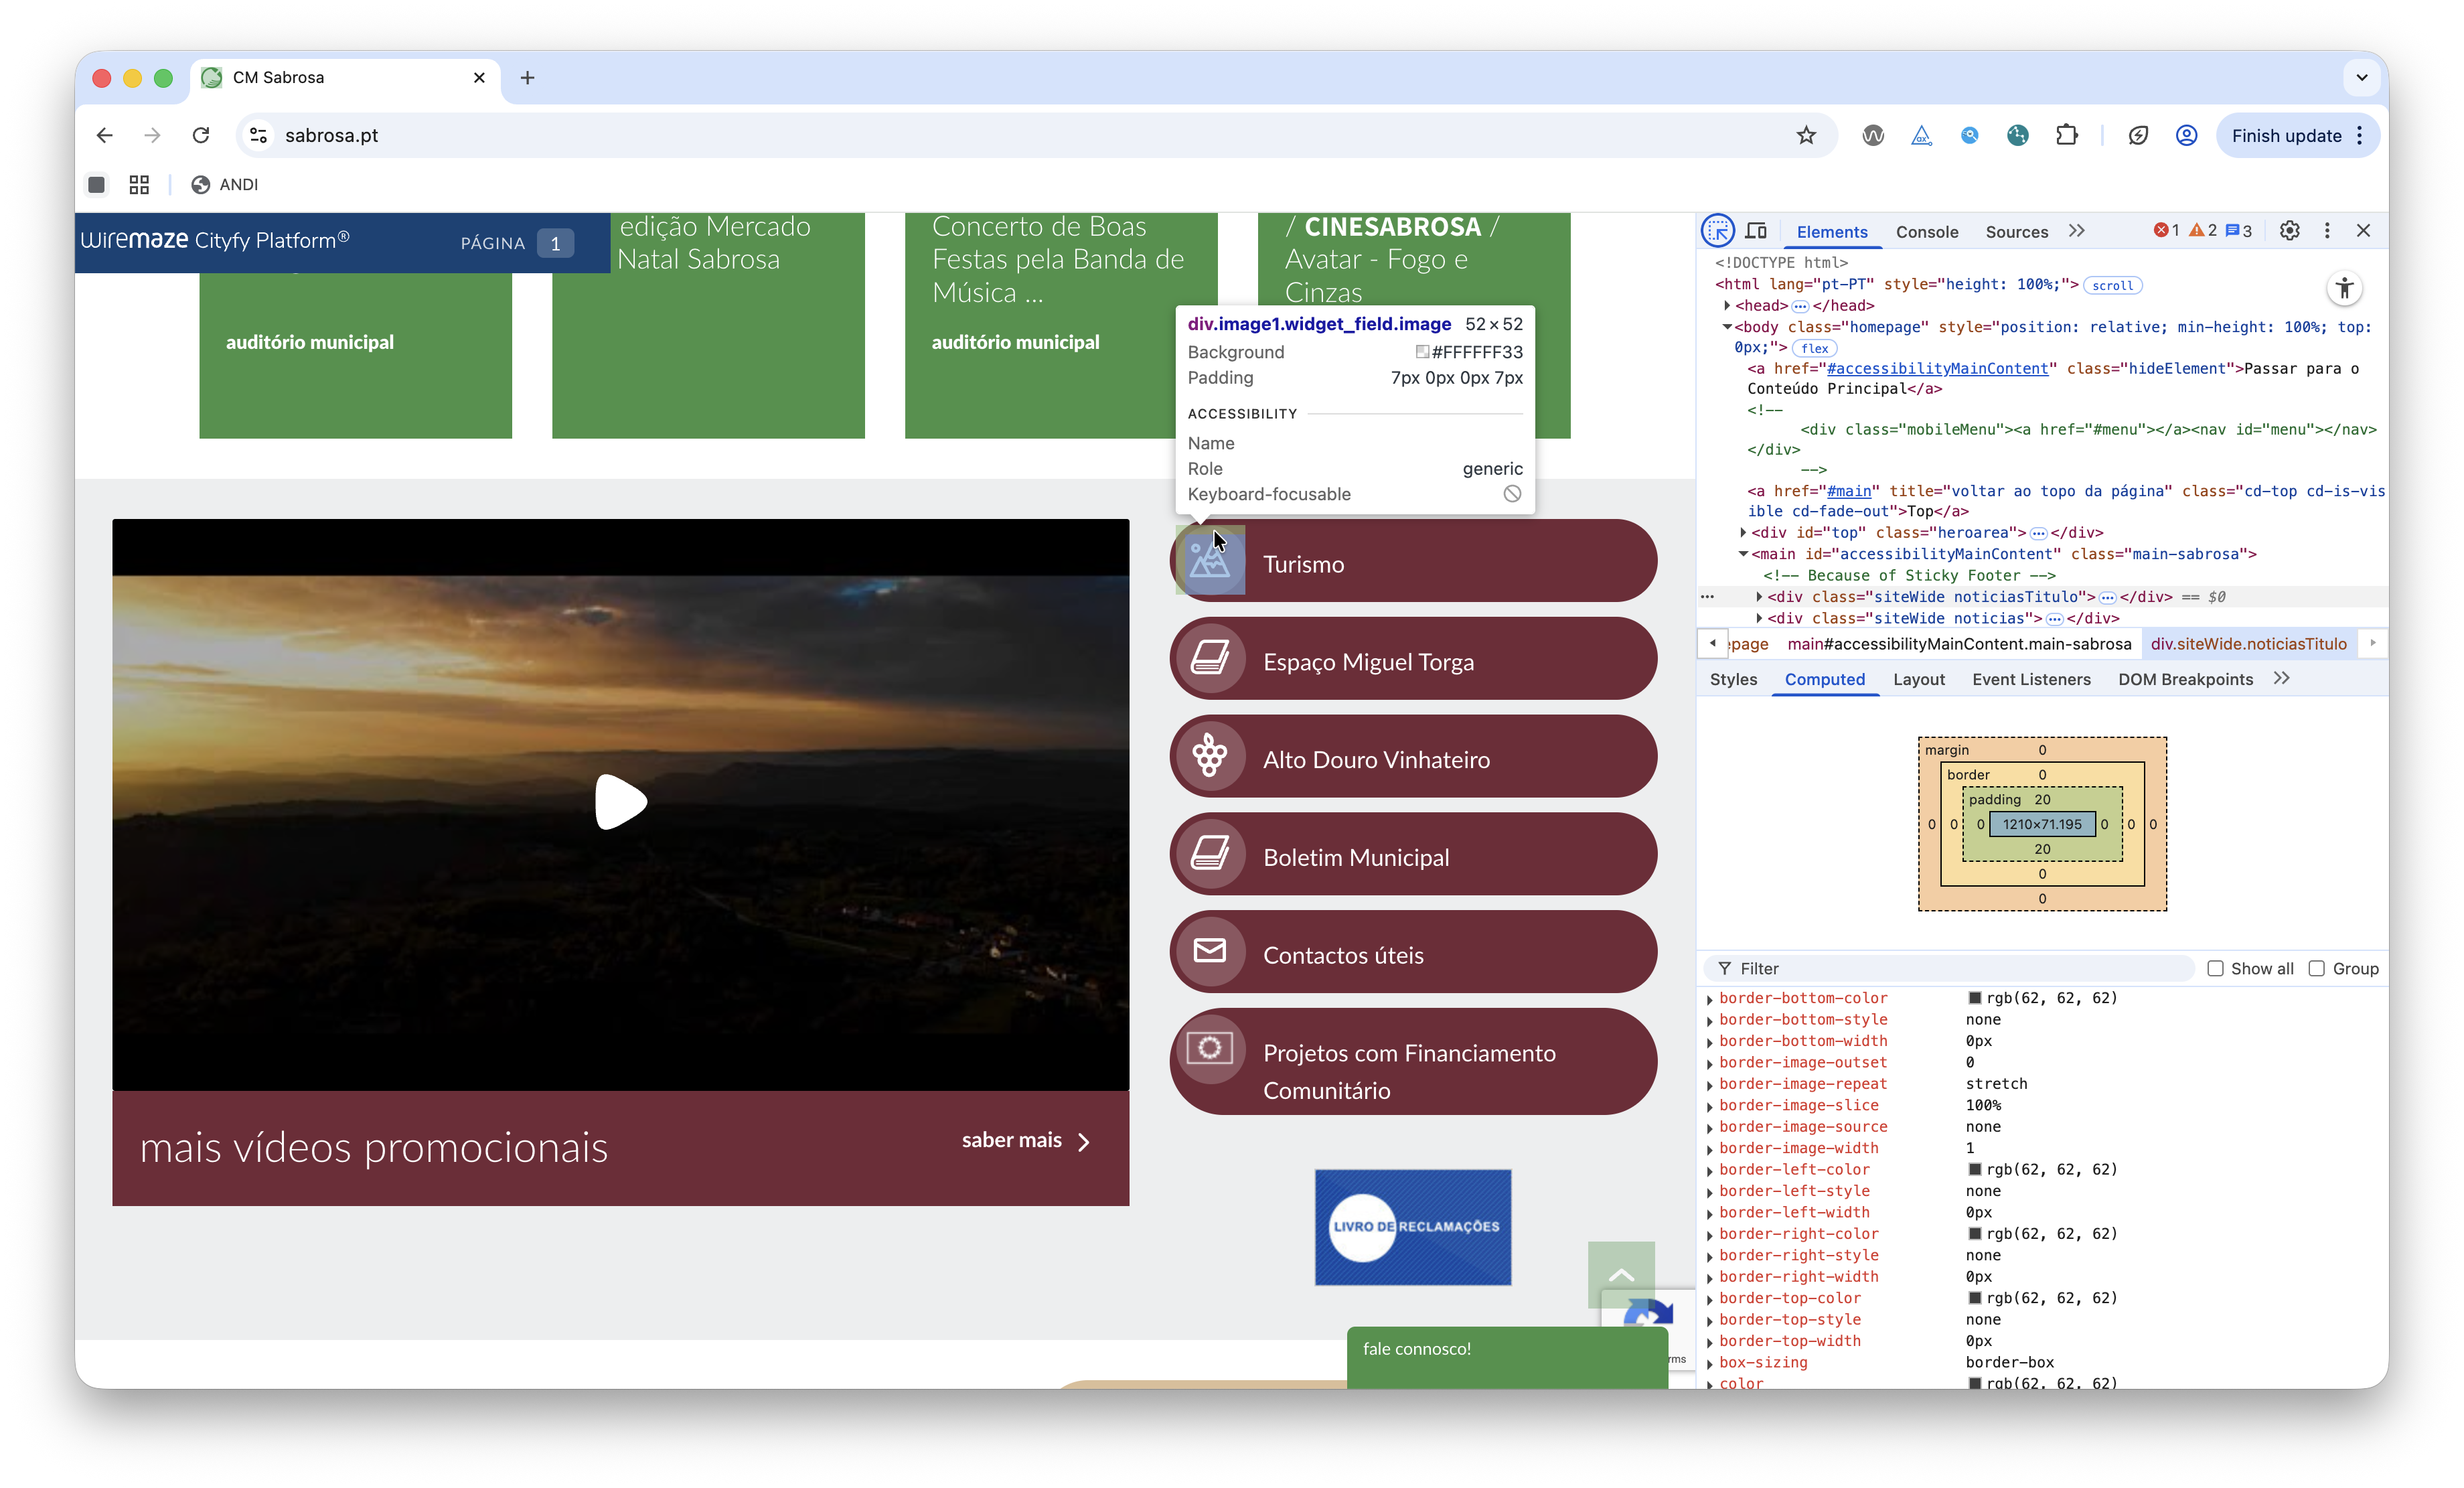 CM Sabrosa
sabrosa.pt
Finish update
ANDI
wiremaze Cityfy Platform®
PÁGINA 1
edição Mercado
Natal Sabrosa
Concerto de Boas
Festas pela Banda de
Música ...
/ CINESABROSA /
Avatar - Fogo e
Cinzas
auditório municipal
auditório municipal
div.image1.widget_field.image 52×52
Background #FFFFFF33
Padding 7px 0px 0px 7px
ACCESSIBILITY
Name
Role generic
Keyboard-focusable
Turismo
Espaço Miguel Torga
Alto Douro Vinhateiro
Boletim Municipal
Contactos úteis
Projetos com Financiamento
Comunitário
mais vídeos promocionais
saber mais
LIVRO DE RECLAMAÇÕES
fale connosco!
rms
Elements Console Sources 1 2 3
<!DOCTYPE html>
<html lang="pt-PT" style="height: 100%;"> scroll
<head> … </head>
<body class="homepage" style="position: relative; min-height: 100%; top:
0px;"> flex
<a href="#accessibilityMainContent" class="hideElement">Passar para o
Conteúdo Principal</a>
<!--
<div class="mobileMenu"><a href="#menu"></a><nav id="menu"></nav>
</div>
-->
<a href="#main" title="voltar ao topo da página" class="cd-top cd-is-vis
ible cd-fade-out">Top</a>
<div id="top" class="heroarea"> … </div>
<main id="accessibilityMainContent" class="main-sabrosa">
<!-- Because of Sticky Footer -->
<div class="siteWide noticiasTitulo"> … </div> == $0
<div class="siteWide noticias"> … </div>
epage main#accessibilityMainContent.main-sabrosa div.siteWide.noticiasTitulo
Styles Computed Layout Event Listeners DOM Breakpoints
margin 0
border 0
padding 20
0 0 0 1210×71.195 0 0 0
20
0
0
Filter Show all Group
border-bottom-color rgb(62, 62, 62)
border-bottom-style none
border-bottom-width 0px
border-image-outset 0
border-image-repeat stretch
border-image-slice 100%
border-image-source none
border-image-width 1
border-left-color rgb(62, 62, 62)
border-left-style none
border-left-width 0px
border-right-color rgb(62, 62, 62)
border-right-style none
border-right-width 0px
border-top-color rgb(62, 62, 62)
border-top-style none
border-top-width 0px
box-sizing border-box
color rgb(62, 62, 62)